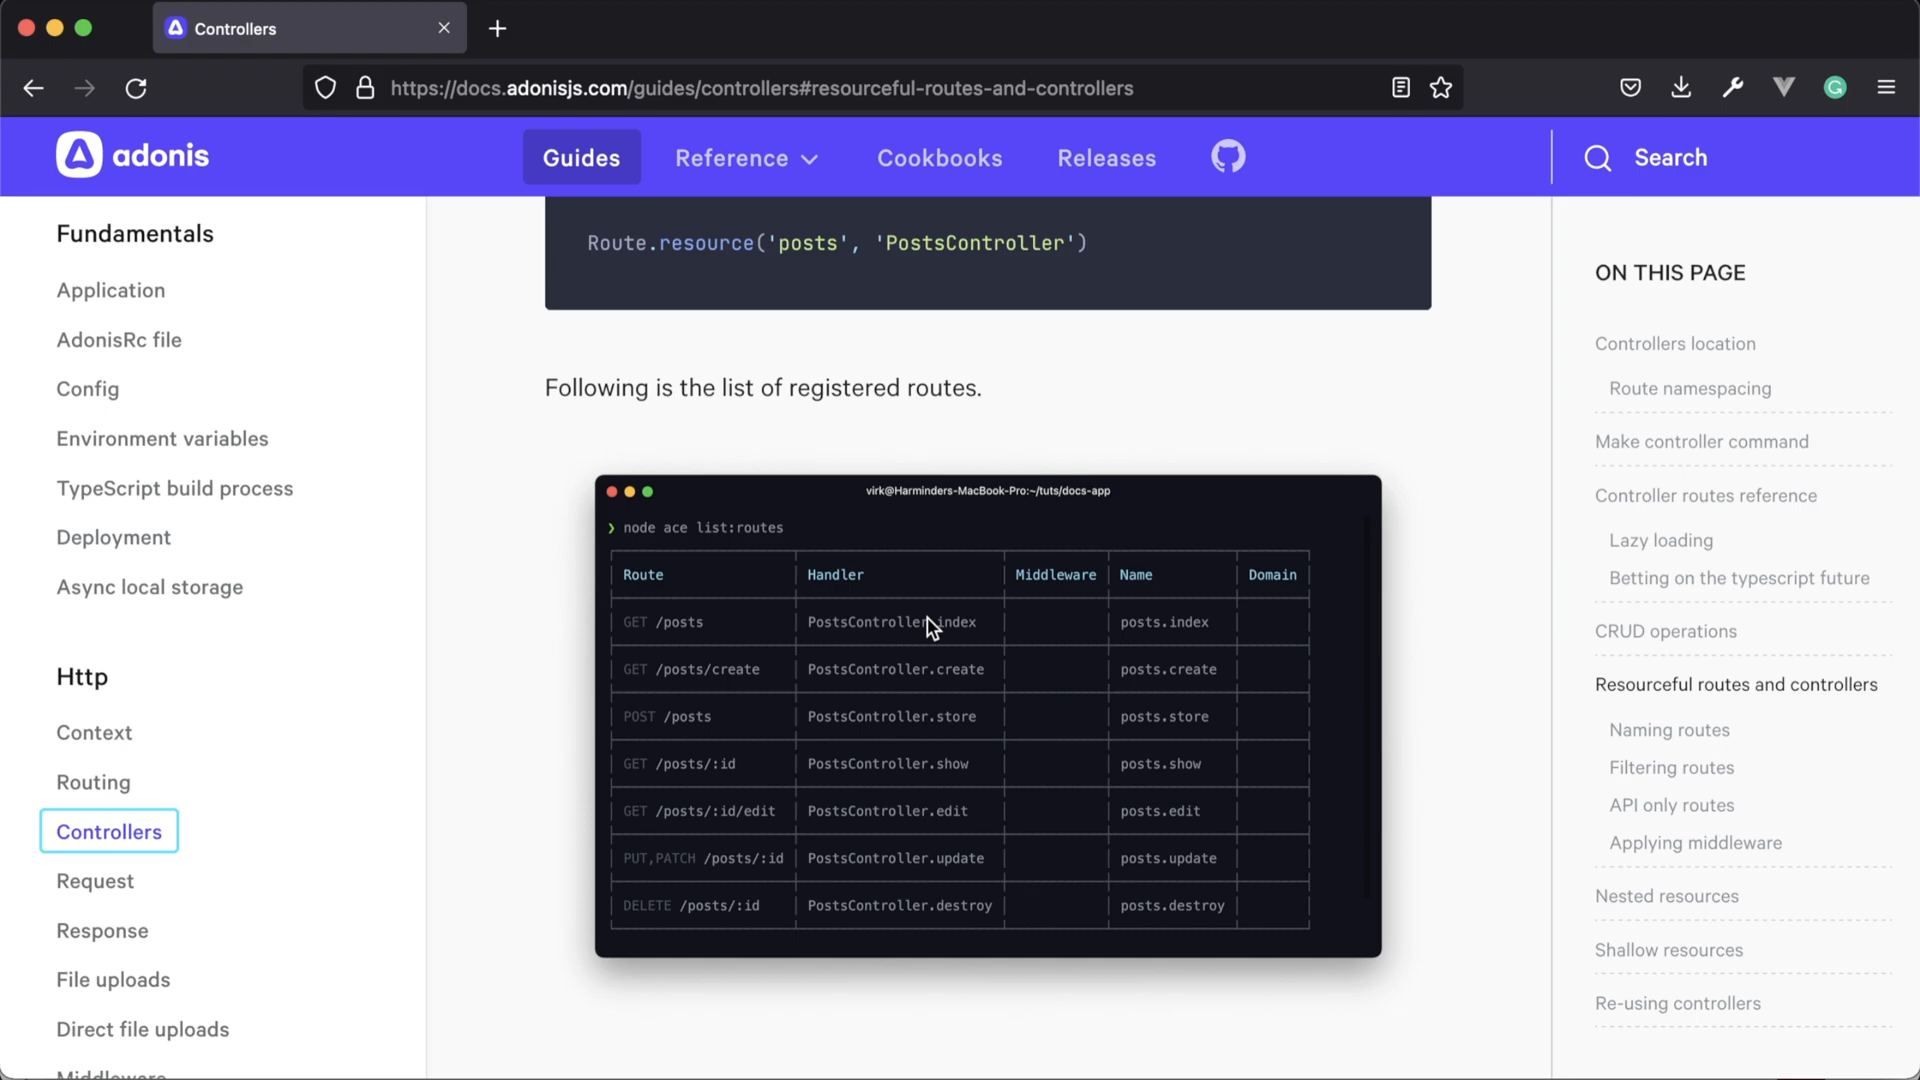 Controllers
https://docs.adonisjs.com/guides/controllers#resourceful-routes-and-controllers
adonis
Guides
Reference
Cookbooks
Releases
Search
Fundamentals
Application
AdonisRc file
Config
Environment variables
TypeScript build process
Deployment
Async local storage
Http
Context
Routing
Controllers
Request
Response
File uploads
Direct file uploads
Middleware
Route.resource('posts', 'PostsController')
Following is the list of registered routes.
virk@Harminders-MacBook-Pro:~/tuts/docs-app
❯ node ace list:routes
Route Handler Middleware Name Domain
GET /posts PostsController.index posts.index
GET /posts/create PostsController.create posts.create
POST /posts PostsController.store posts.store
GET /posts/:id PostsController.show posts.show
GET /posts/:id/edit PostsController.edit posts.edit
PUT,PATCH /posts/:id PostsController.update posts.update
DELETE /posts/:id PostsController.destroy posts.destroy
ON THIS PAGE
Controllers location
Route namespacing
Make controller command
Controller routes reference
Lazy loading
Betting on the typescript future
CRUD operations
Resourceful routes and controllers
Naming routes
Filtering routes
API only routes
Applying middleware
Nested resources
Shallow resources
Re-using controllers